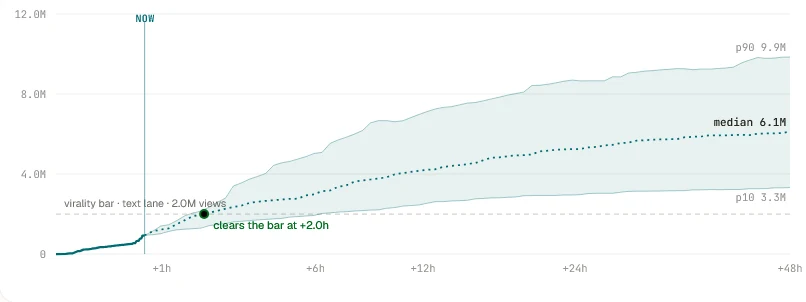 12.0M
NOW
p90 9.9M
8.0M
median 6.1M
4.0M
virality bar · text lane · 2.0M views
p10 3.3M
clears the bar at +2.0h
0
+1h +6h +12h +24h +48h